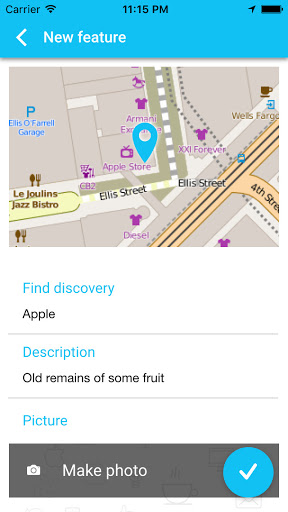 Carrier
11:15 PM
New feature
P
Ellis O'Farrell
Garage
Armani
Wells Fargo
XXI Forever
Apple Store
CB2
Ellis Street
Ellis Street
Le Joulins
Jazz Bistro
4th Street
Diesel
Find discovery
Apple
Description
Old remains of some fruit
Picture
Make photo